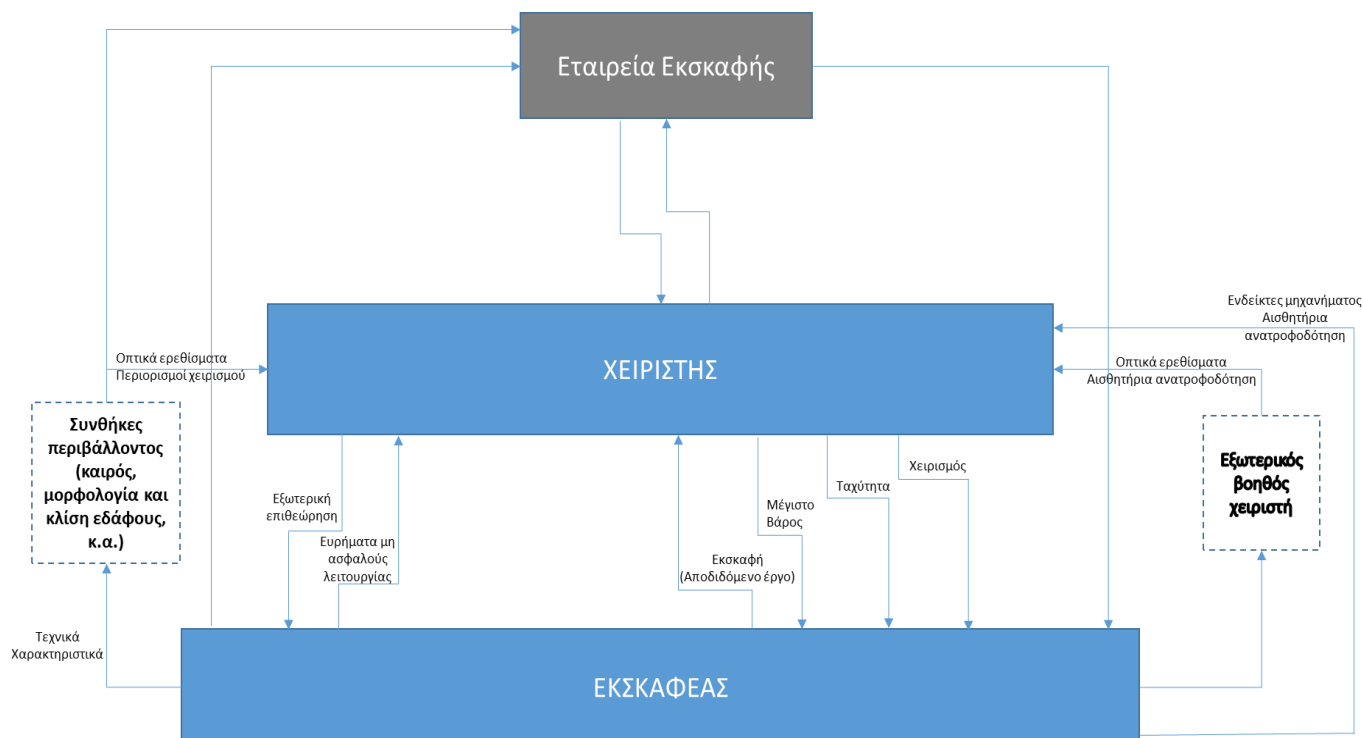 Εταιρεία Εκσκαφής
Ενδείκτες μηχανήματος
Αισθητήρια
ανατροφοδότηση
Οπτικά ερεθίσματα
Περιορισμοί χειρισμού
ΧΕΙΡΙΣΤΗΣ
Οπτικά ερεθίσματα
Αισθητήρια ανατροφοδότηση
Συνθήκες
περιβάλλοντος
(καιρός,
μορφολογία και
κλίση εδάφους,
κ.α.)
Εξωτερικός
βοηθός
χειριστή
Εξωτερική
επιθεώρηση
Ευρήματα μη
ασφαλούς
λειτουργίας
Εκσκαφή
(Αποδιδόμενο έργο)
Μέγιστο
Βάρος
Ταχύτητα
Χειρισμός
Τεχνικά
Χαρακτηριστικά
ΕΚΣΚΑΦΕΑΣ